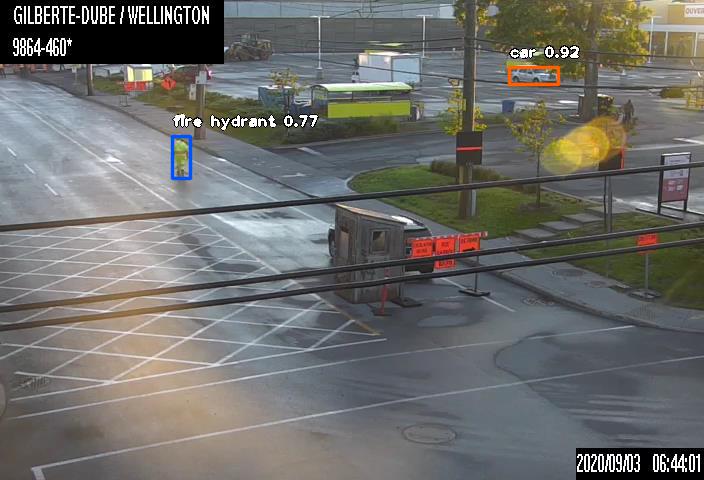 GILBERTE-DUBE / WELLINGTON
9864-460*
car 0.92
fire hydrant 0.77
2020/09/03 06:44:01